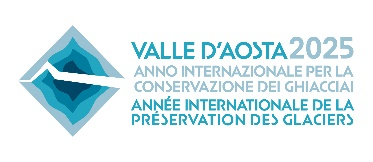 VALLE D'AOSTA 2025
ANNO INTERNAZIONALE PER LA
CONSERVAZIONE DEI GHIACCIAI
ANNÉE INTERNATIONALE DE LA
PRÉSERVATION DES GLACIERS